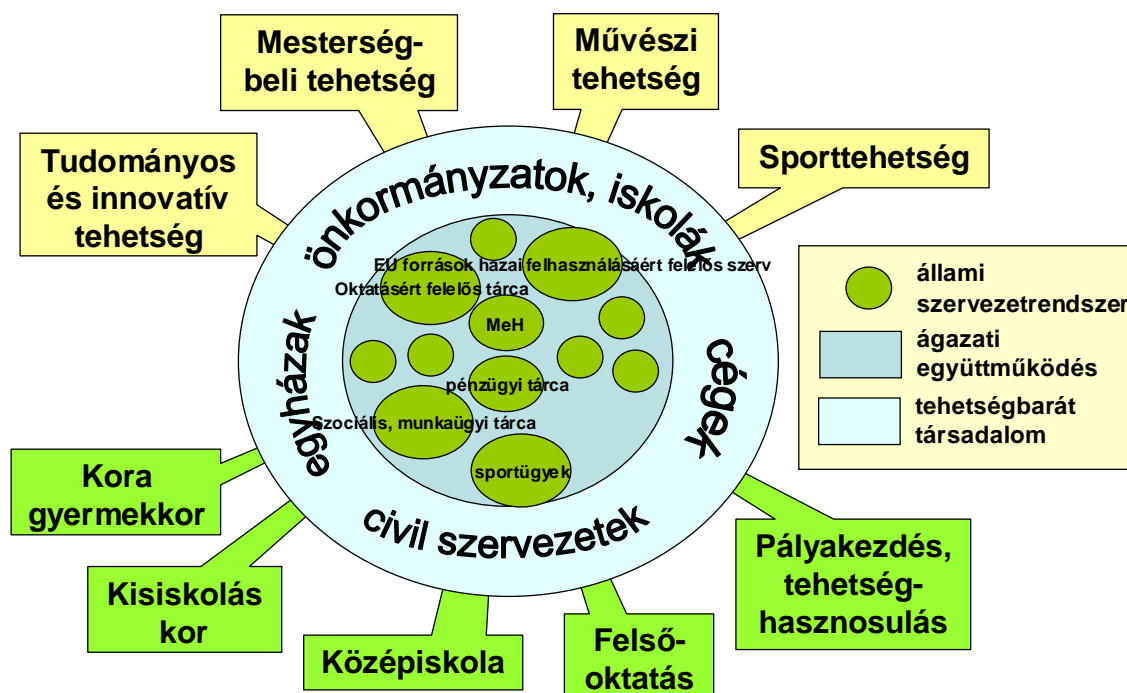 Mesterség-
beli tehetség
Művészi
tehetség
Tudományos
és innovatív
tehetség
Sporttehetség
önkormányzatok, iskolák
egyházak
cégek
civil szervezetek
EU források hazai felhasználásáért felelős szerv
Oktatásért felelős tárca
MeH
pénzügyi tárca
Szociális, munkaügyi tárca
sportügyek
állami
szervezetrendszer
ágazati
együttműködés
tehetségbarát
társadalom
Kora
gyermekkor
Kisiskolás
kor
Középiskola
Felső-
oktatás
Pályakezdés,
tehetség-
hasznosulás